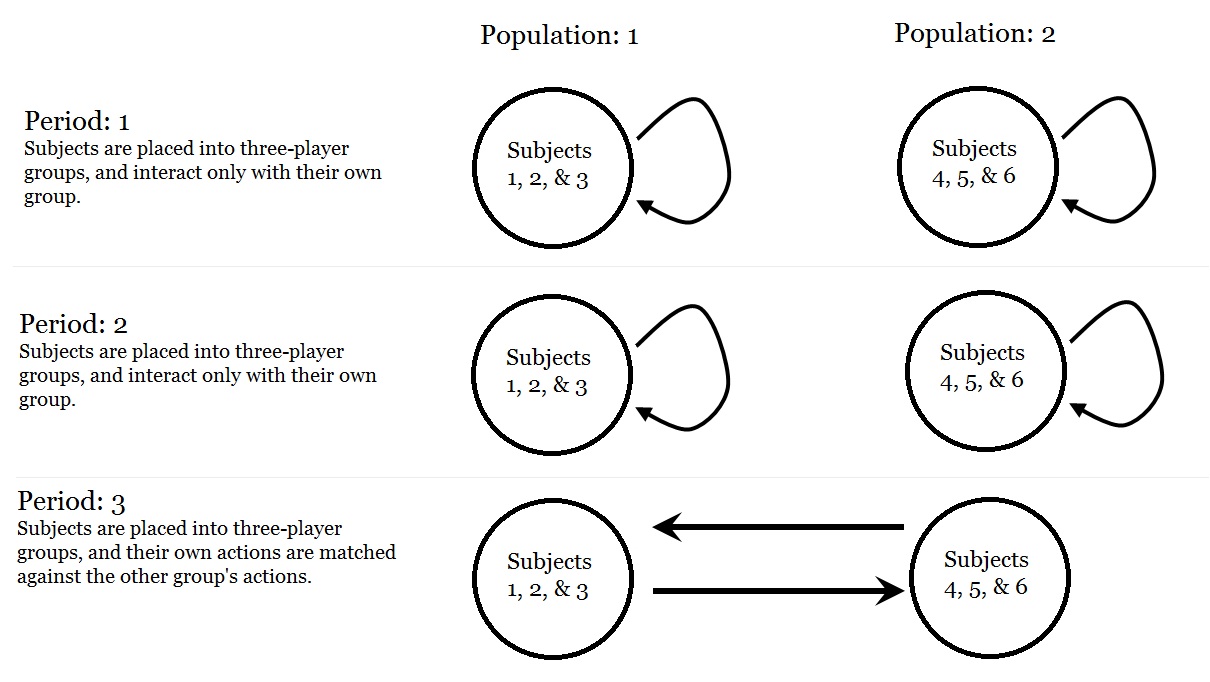 Population: 1
Population: 2
Period: 1
Subjects are placed into three-player
groups, and interact only with their own
group.
Subjects
1, 2, & 3
Subjects
4, 5, & 6
Period: 2
Subjects are placed into three-player
groups, and interact only with their own
group.
Subjects
1, 2, & 3
Subjects
4, 5, & 6
Period: 3
Subjects are placed into three-player
groups, and their own actions are matched
against the other group's actions.
Subjects
1, 2, & 3
Subjects
4, 5, & 6